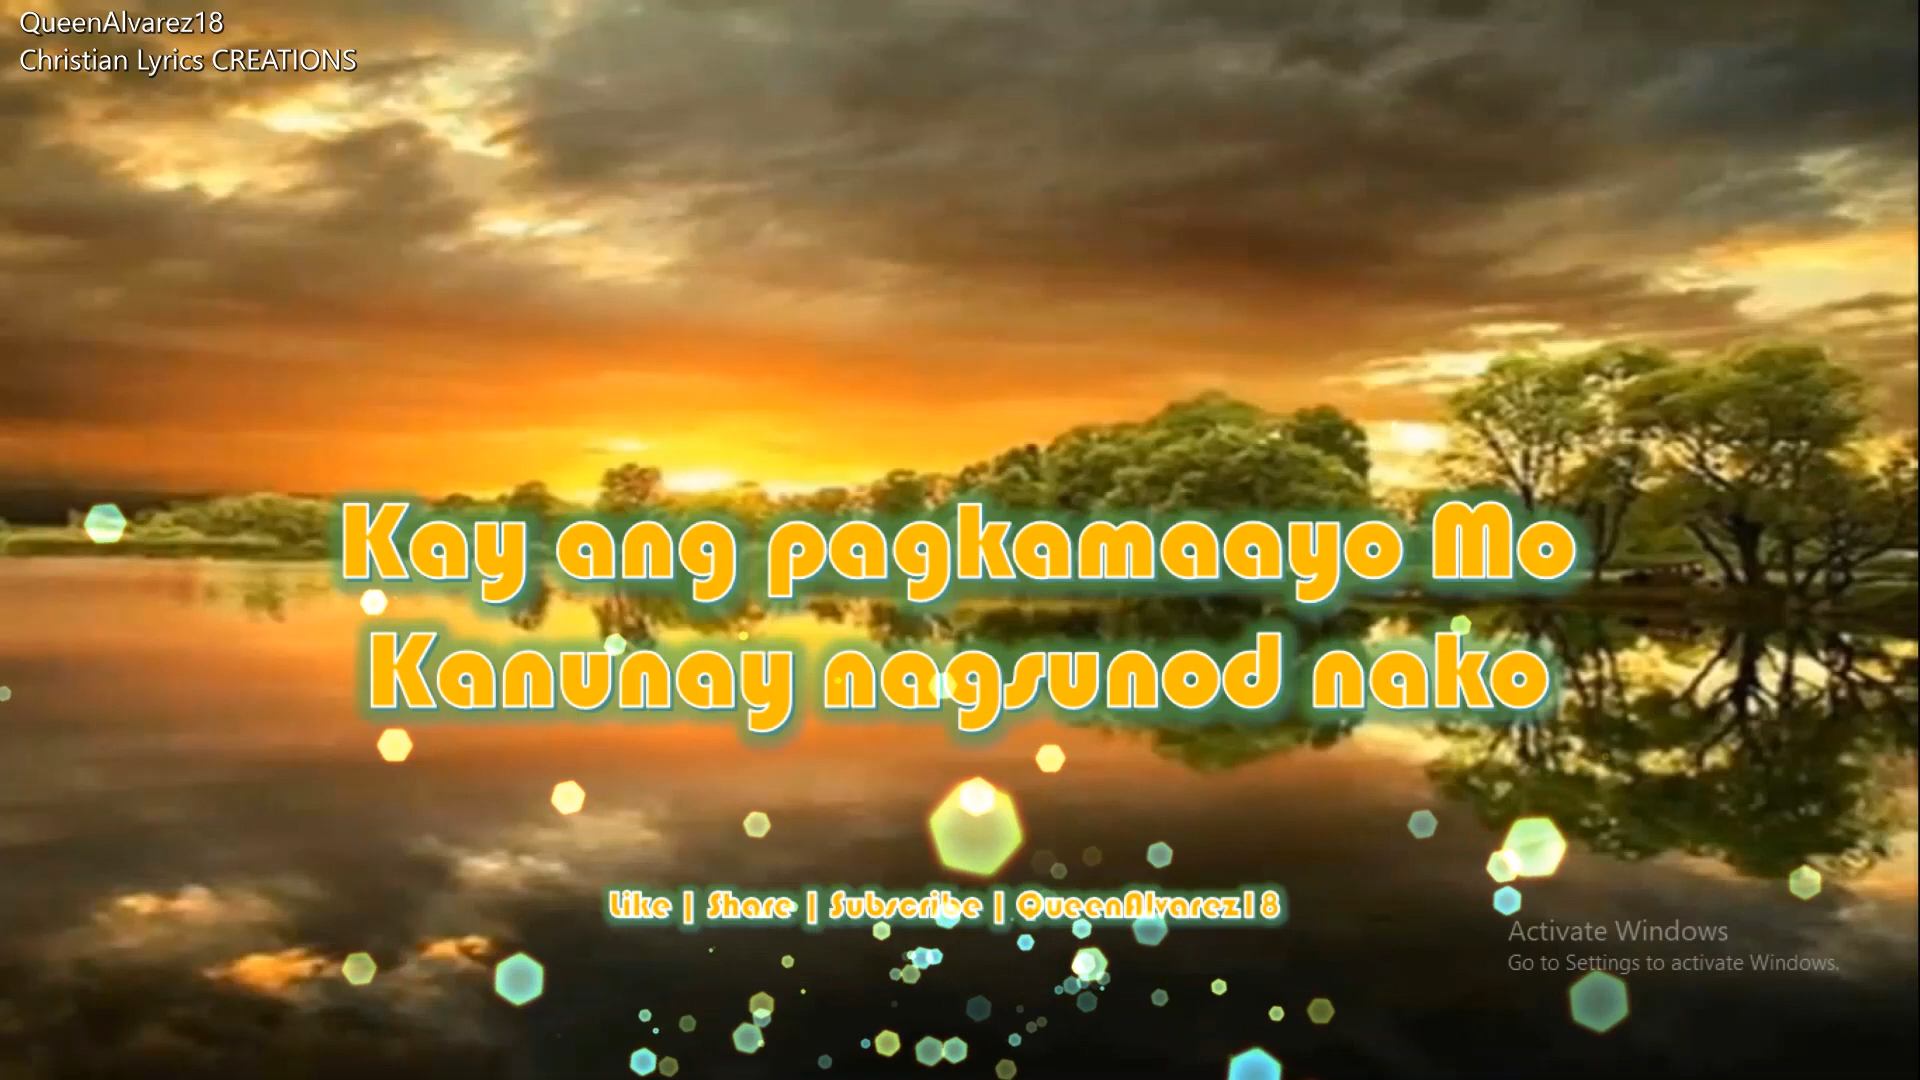 QueenAlvarez18
Christian Lyrics CREATIONS
Kay ang pagkamaayo Mo
Kanunay nagsunod nako
Like | Share | Subscribe | QueenAlvarez18
Activate Windows
Go to Settings to activate Windows.